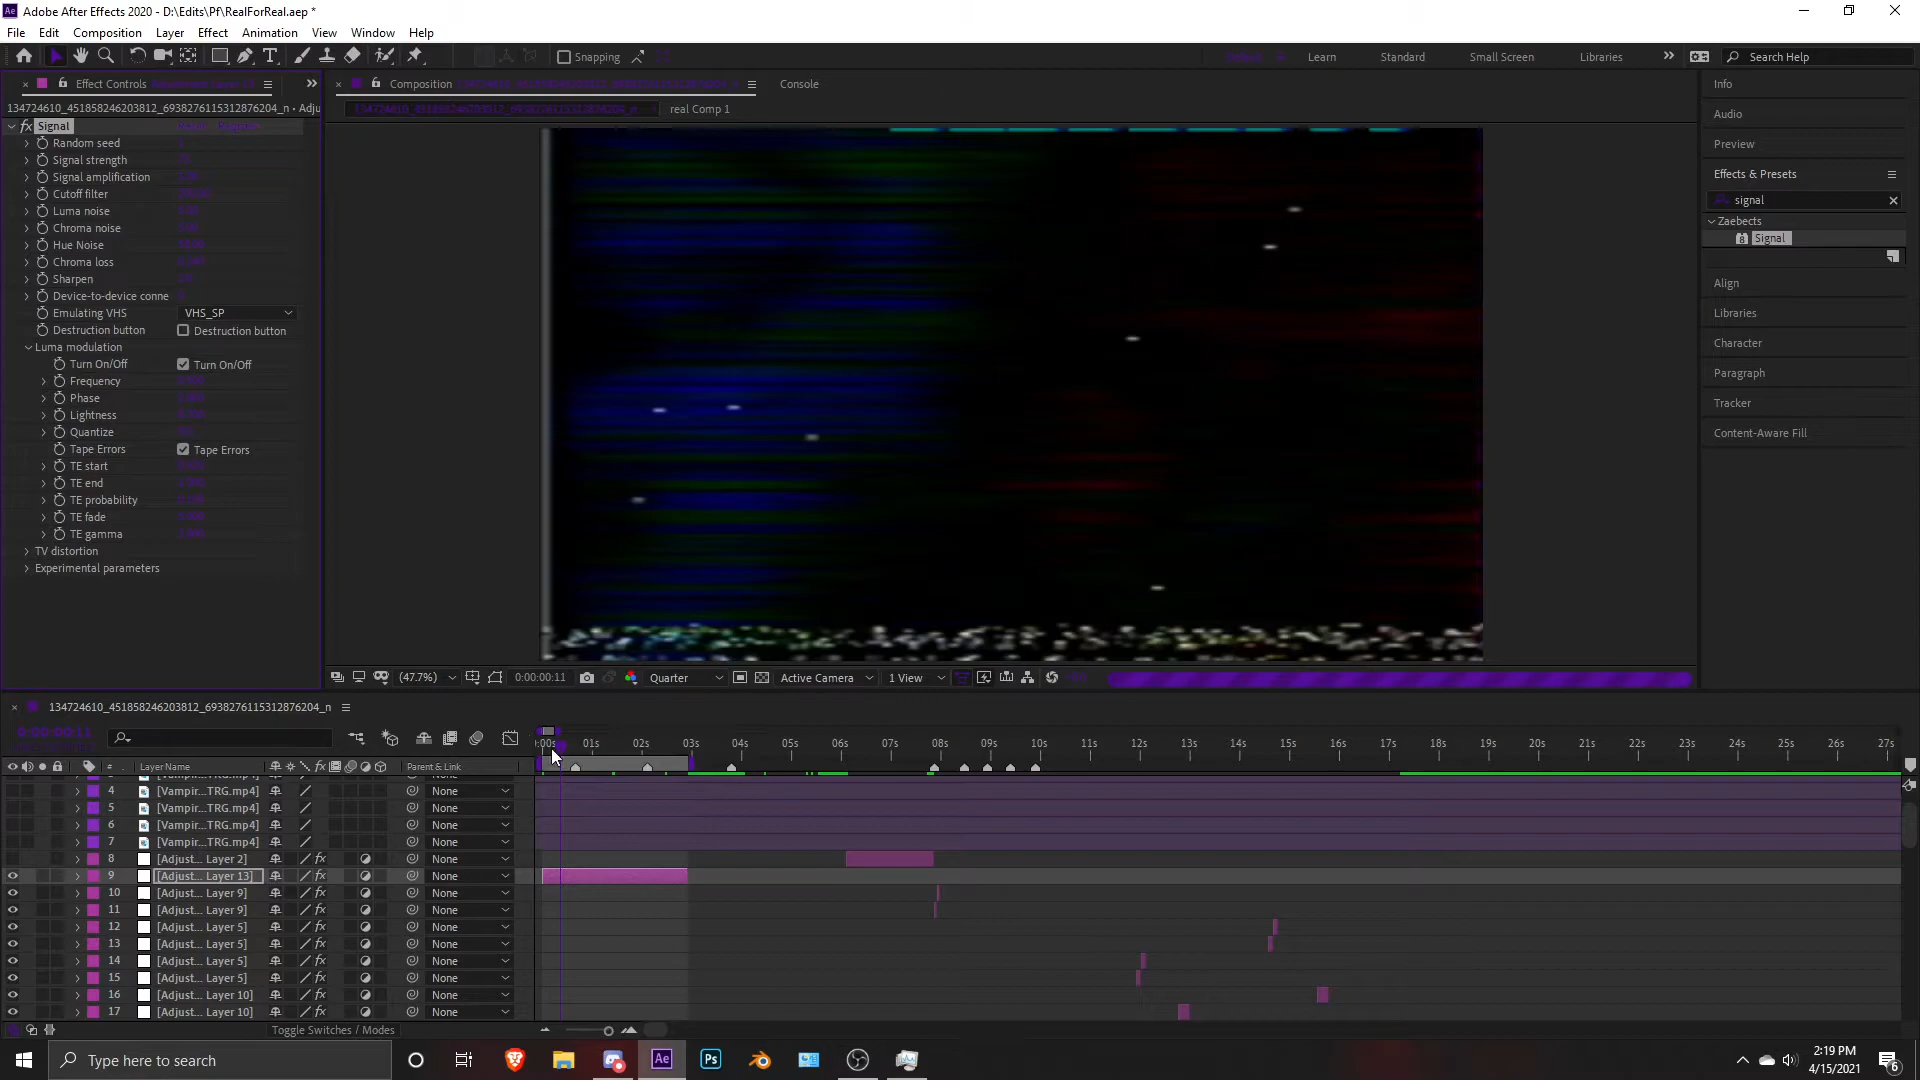 Adobe After Effects 2020 - D:\Edits\Pf\RealForReal.aep *
File Edit Composition Layer Effect Animation View Window Help
Snapping
Learn Standard Small Screen Libraries
Search Help
Effect Controls
134724610_451858246203812_6938276115312876204_n • Adju
Signal
Random seed
Signal strength
Signal amplification
Cutoff filter
Luma noise
Chroma noise
Hue Noise
Chroma loss
Sharpen
Device-to-device conne
Emulating VHS VHS_SP
Destruction button Destruction button
Luma modulation
Turn On/Off Turn On/Off
Frequency
Phase
Lightness
Quantize
Tape Errors Tape Errors
TE start
TE end
TE probability
TE fade
TE gamma
TV distortion
Experimental parameters
Composition 134724610_451858246203812_6938276115312876204_
Console
134724610_451858246203812_6938276115312876204_n
real Comp 1
(47.7%) 0:00:00:11 Quarter Active Camera 1 View
Info
Audio
Preview
Effects & Presets
signal
Zaebects
Signal
Align
Libraries
Character
Paragraph
Tracker
Content-Aware Fill
134724610_451858246203812_6938276115312876204_n
0:00:00:11
:00s 01s 02s 03s 04s 05s 06s 07s 08s 09s 10s 11s 12s 13s 14s 15s 16s 17s 18s 19s 20s 21s 22s 23s 24s 25s 26s 27s
# Layer Name Parent & Link
4 [Vampir...TRG.mp4] None
5 [Vampir...TRG.mp4] None
6 [Vampir...TRG.mp4] None
7 [Vampir...TRG.mp4] None
8 [Adjust... Layer 2] None
9 [Adjust... Layer 13] None
10 [Adjust... Layer 9] None
11 [Adjust... Layer 9] None
12 [Adjust... Layer 5] None
13 [Adjust... Layer 5] None
14 [Adjust... Layer 5] None
15 [Adjust... Layer 5] None
16 [Adjust... Layer 10] None
17 [Adjust... Layer 10] None
Toggle Switches / Modes
Type here to search
2:19 PM
4/15/2021
6